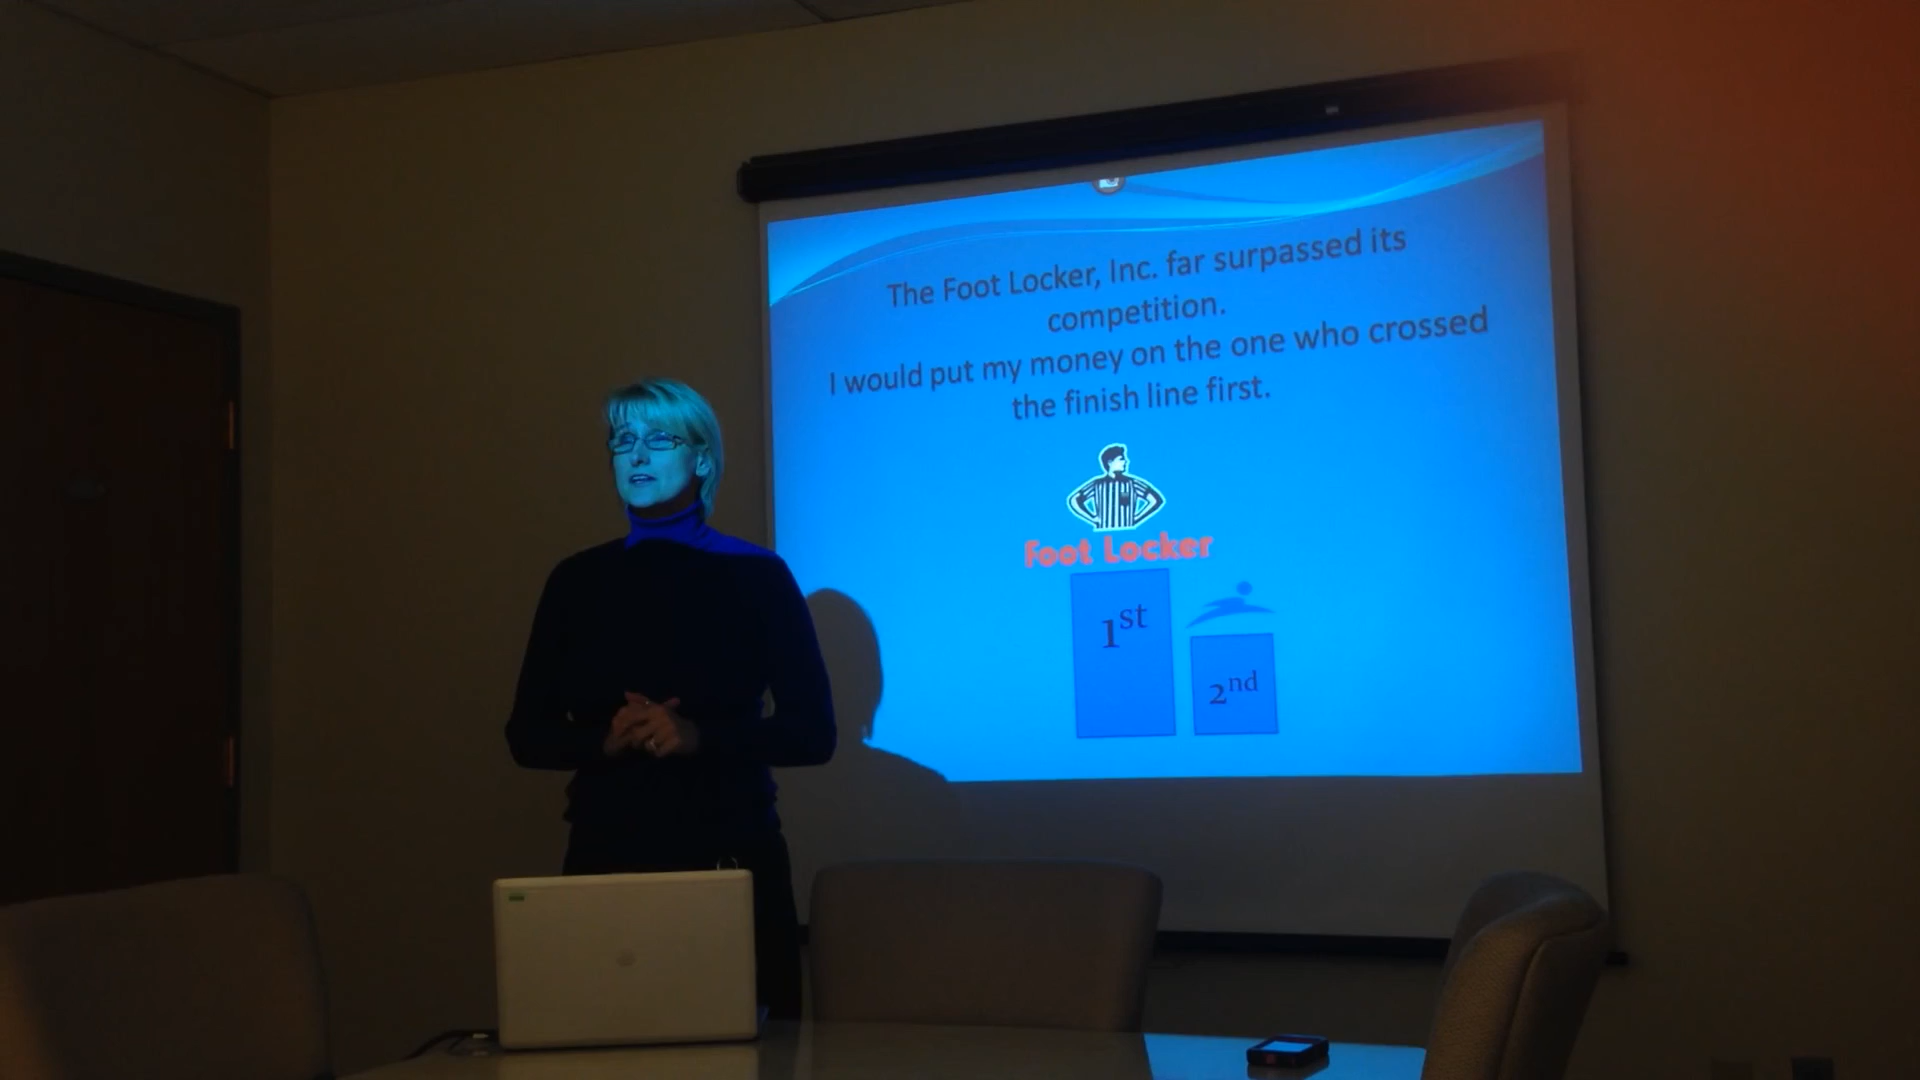 The Foot Locker, Inc. far surpassed its
competition.
I would put my money on the one who crossed
the finish line first.
Foot Locker
1st
2nd